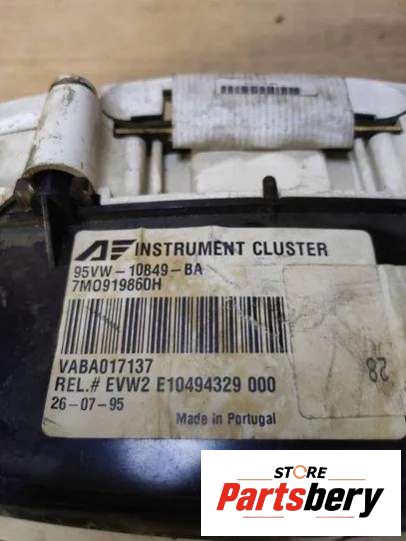 AF INSTRUMENT CLUSTER
95VW-10849-BA
7M0919860H
VABA017137
REL.# EVW2 E10494329 000
26-07-95
Made in Portugal
28
STORE
Partsbery